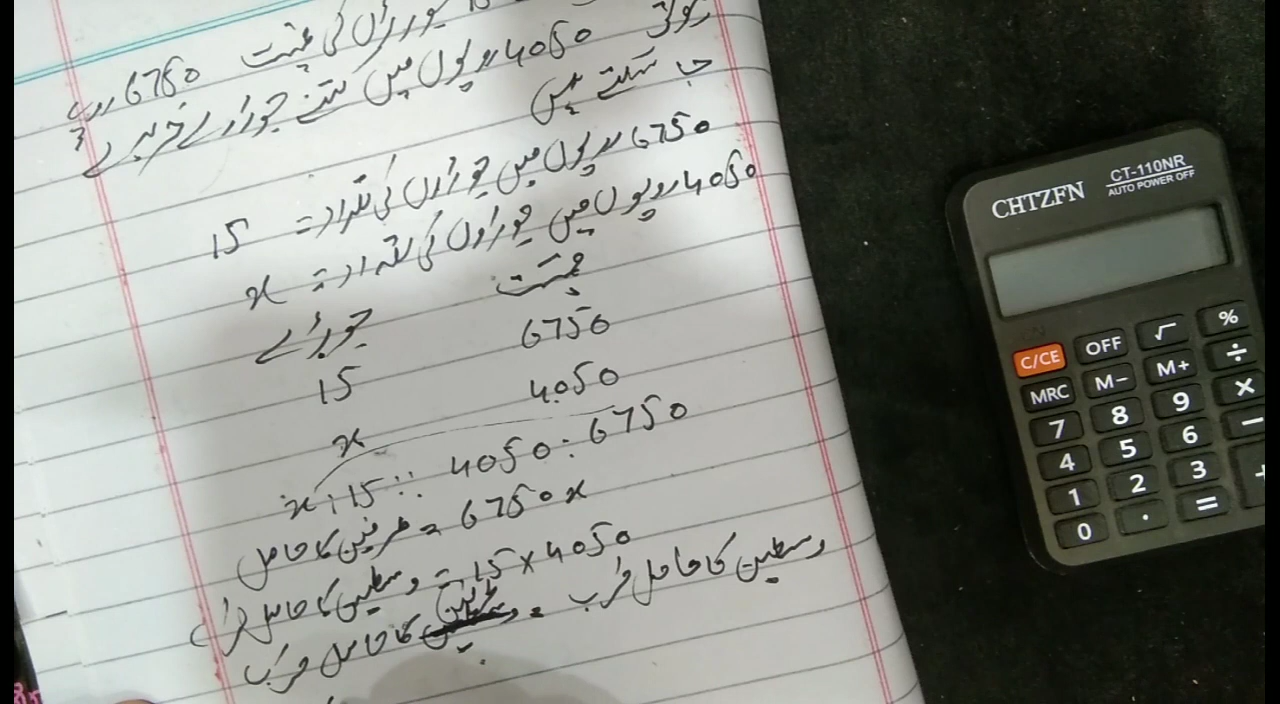 15 جوڑوں کی قیمت 6750 روپے
4050 روپوں میں کتنے جوڑے خریدے
جا سکتے ہیں ؟
6750 روپوں میں جوڑوں کی تعداد = 15
4050 روپوں میں جوڑوں کی تعداد = x
قیمت جوڑے
6750 15
4050 x
x : 15 :: 4050 : 6750
طرفین کا حاصل = 6750x
وسطین کا حاصل ضرب = 15 x 4050
وسطین کا حاصل ضرب = طرفین کا حاصل ضرب
CHTZFN
CT-110NR
AUTO POWER OFF
C/CE OFF √ %
MRC M- M+ ÷
7 8 9 X
4 5 6 −
1 2 3 +
0 . =